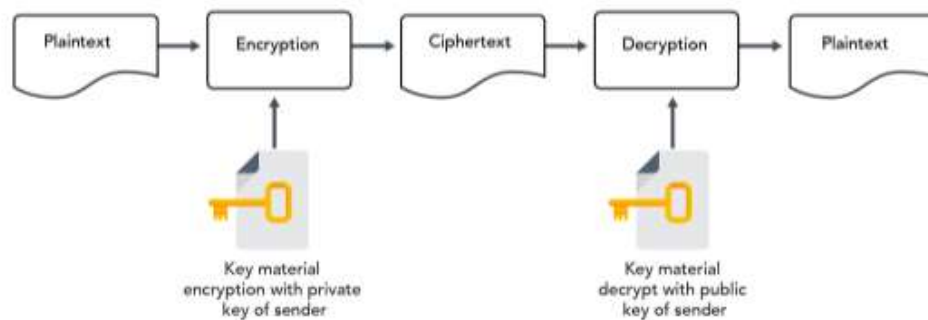 Plaintext
Encryption
Ciphertext
Decryption
Plaintext
Key material
encryption with private
key of sender
Key material
decrypt with public
key of sender